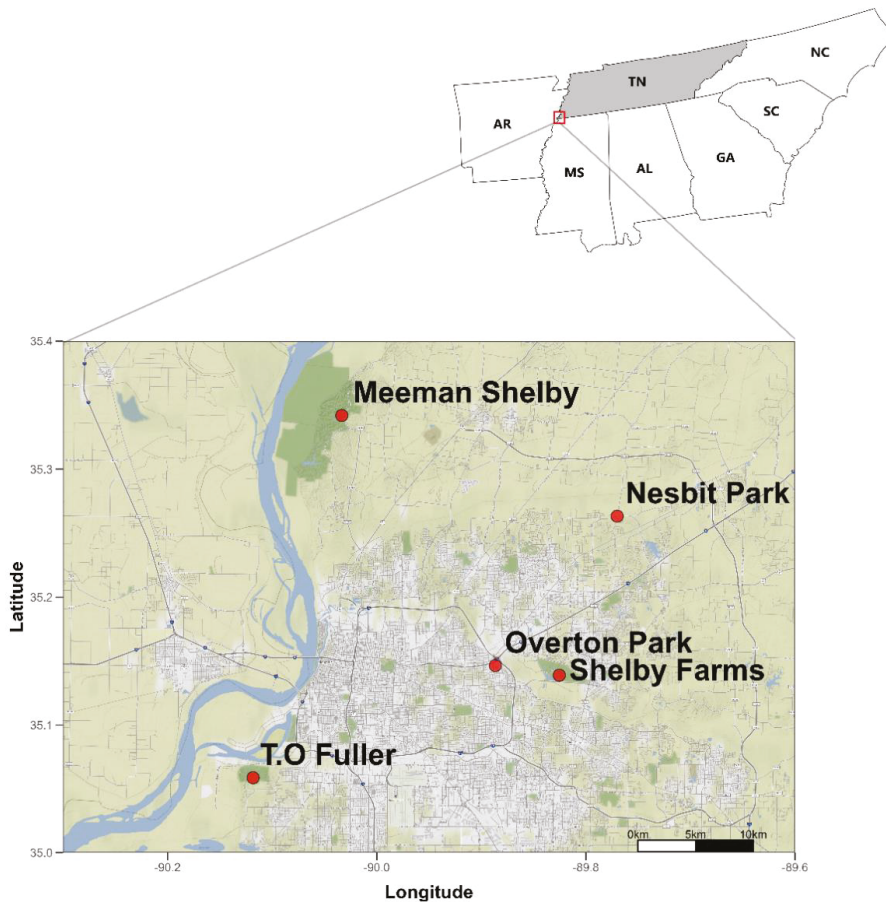 NC
TN
SC
AR
GA
AL
MS
35.4
Meeman Shelby
35.3
Nesbit Park
Latitude
35.2
Overton Park
Shelby Farms
35.1
T.O Fuller
0km 5km 10km
35.0
-90.2 -90.0 -89.8 -89.6
Longitude